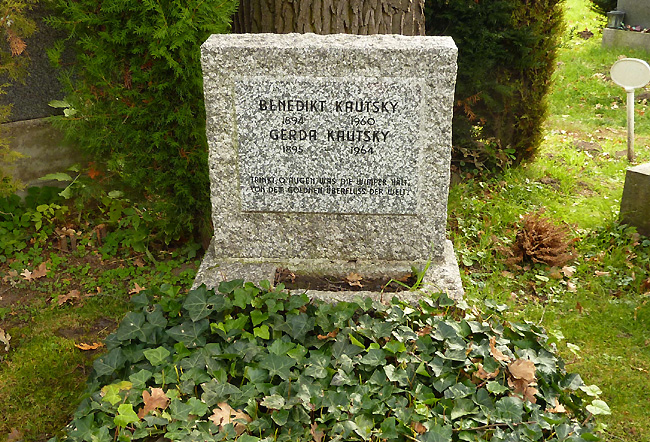 BENEDIKT KAUTSKY
1894 – 1960
GERDA KAUTSKY
1895 – 1964
TRINKT, O AUGEN WAS DIE WIMPER HÄLT,
VON DEM GOLDNEN ÜBERFLUSS DER WELT.